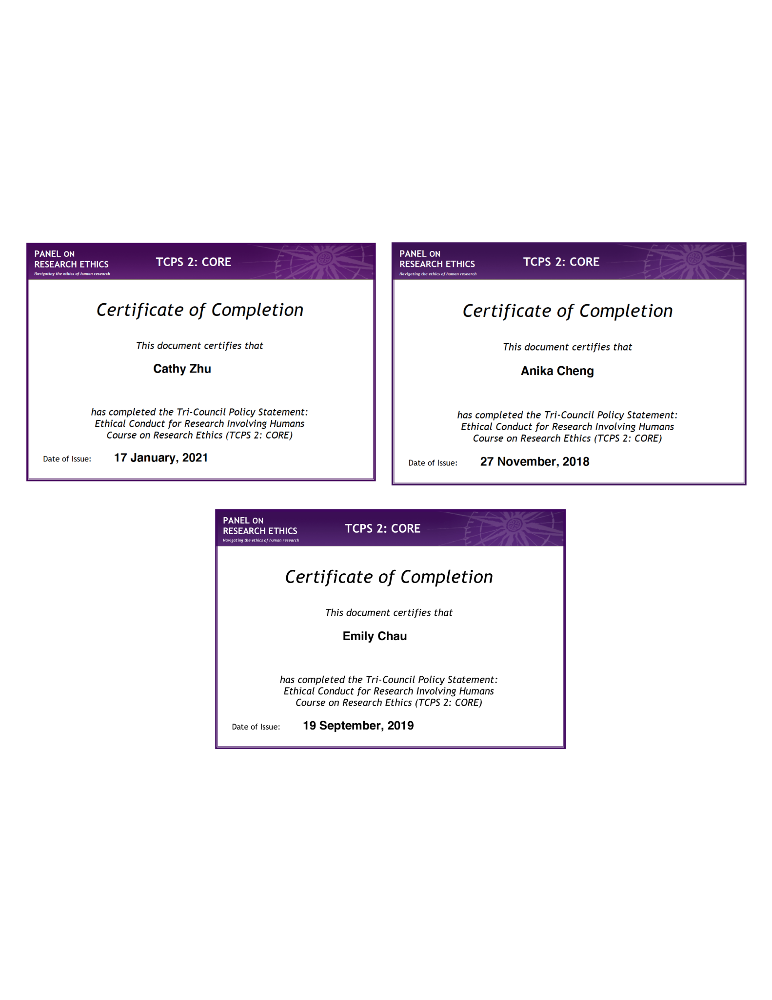 PANEL ON
RESEARCH ETHICS
Navigating the ethics of human research
TCPS 2: CORE
Certificate of Completion
This document certifies that
Cathy Zhu
has completed the Tri-Council Policy Statement:
Ethical Conduct for Research Involving Humans
Course on Research Ethics (TCPS 2: CORE)
Date of Issue: 17 January, 2021
PANEL ON
RESEARCH ETHICS
Navigating the ethics of human research
TCPS 2: CORE
Certificate of Completion
This document certifies that
Anika Cheng
has completed the Tri-Council Policy Statement:
Ethical Conduct for Research Involving Humans
Course on Research Ethics (TCPS 2: CORE)
Date of Issue: 27 November, 2018
PANEL ON
RESEARCH ETHICS
Navigating the ethics of human research
TCPS 2: CORE
Certificate of Completion
This document certifies that
Emily Chau
has completed the Tri-Council Policy Statement:
Ethical Conduct for Research Involving Humans
Course on Research Ethics (TCPS 2: CORE)
Date of Issue: 19 September, 2019